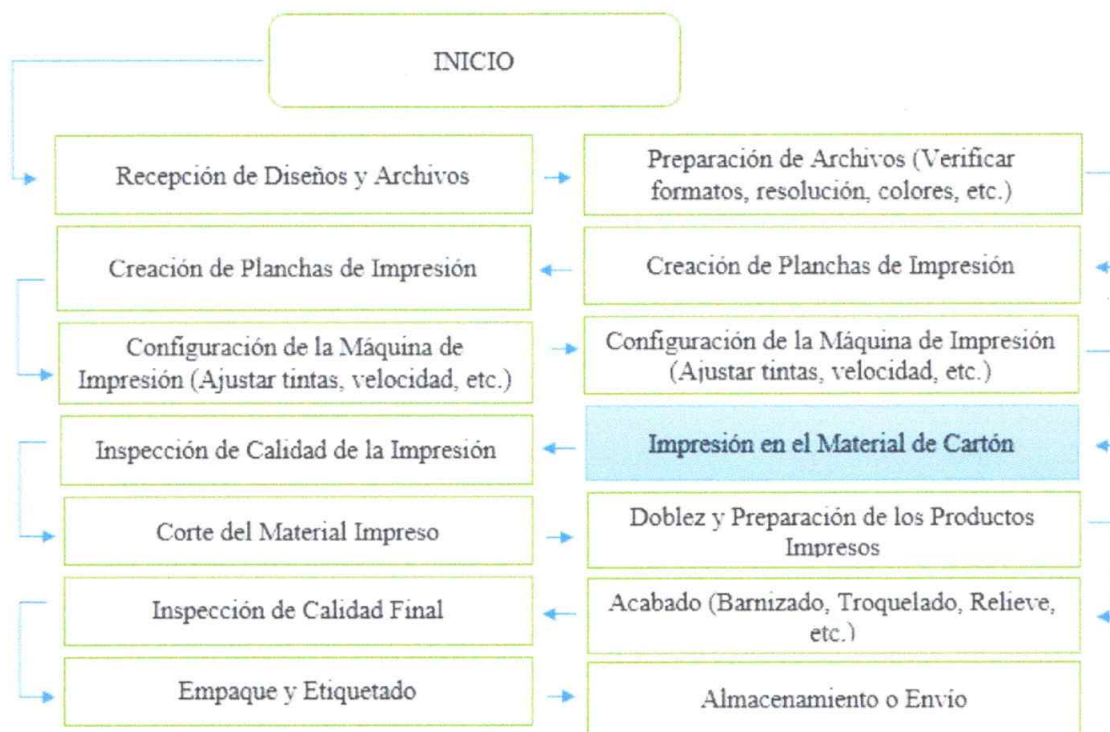 INICIO
Recepción de Diseños y Archivos
Preparación de Archivos (Verificar
formatos, resolución, colores, etc.)
Creación de Planchas de Impresión
Creación de Planchas de Impresión
Configuración de la Máquina de
Impresión (Ajustar tintas, velocidad, etc.)
Configuración de la Máquina de Impresión
(Ajustar tintas, velocidad, etc.)
Inspección de Calidad de la Impresión
Impresión en el Material de Cartón
Corte del Material Impreso
Doblez y Preparación de los Productos
Impresos
Inspección de Calidad Final
Acabado (Barnizado, Troquelado, Relieve,
etc.)
Empaque y Etiquetado
Almacenamiento o Envío